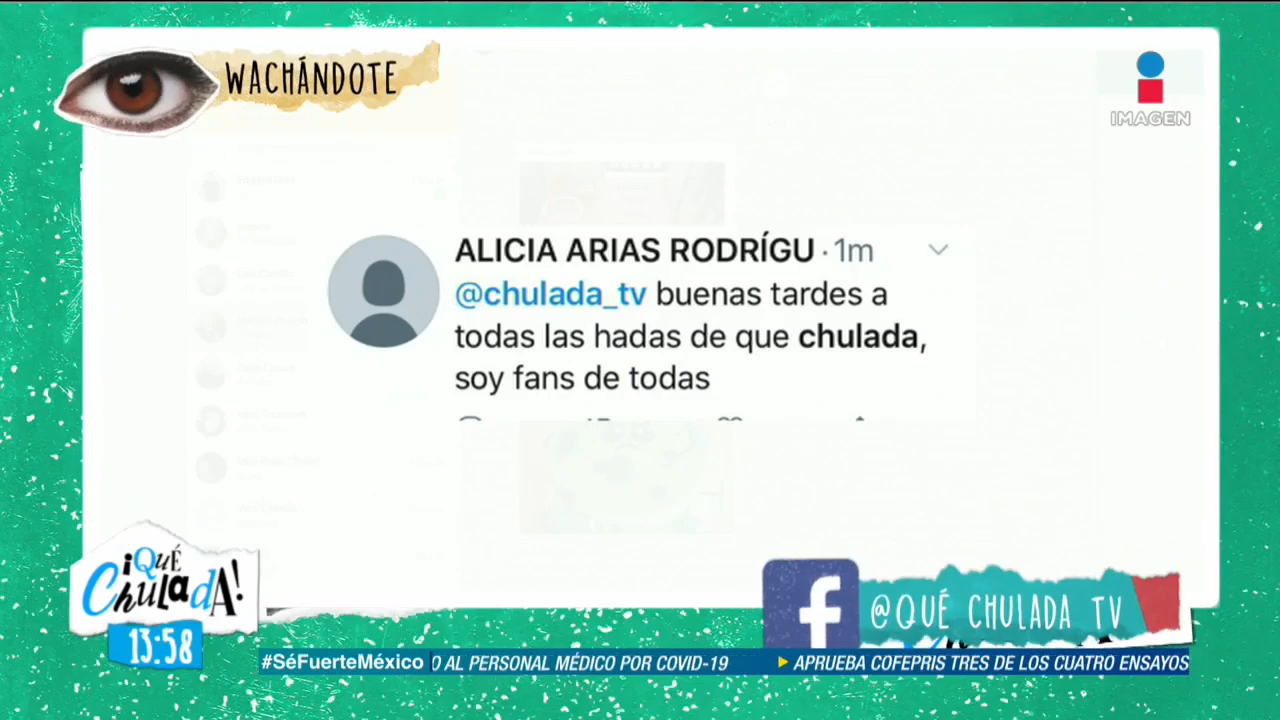 WACHÁNDOTE
IMAGEN
ALICIA ARIAS RODRÍGU · 1m
@chulada_tv buenas tardes a
todas las hadas de que chulada,
soy fans de todas
¡QuÉ
ChuLadA!
13:58
@QUÉ CHULADA TV
#SéFuerteMéxico O AL PERSONAL MÉDICO POR COVID-19 APRUEBA COFEPRIS TRES DE LOS CUATRO ENSAYOS